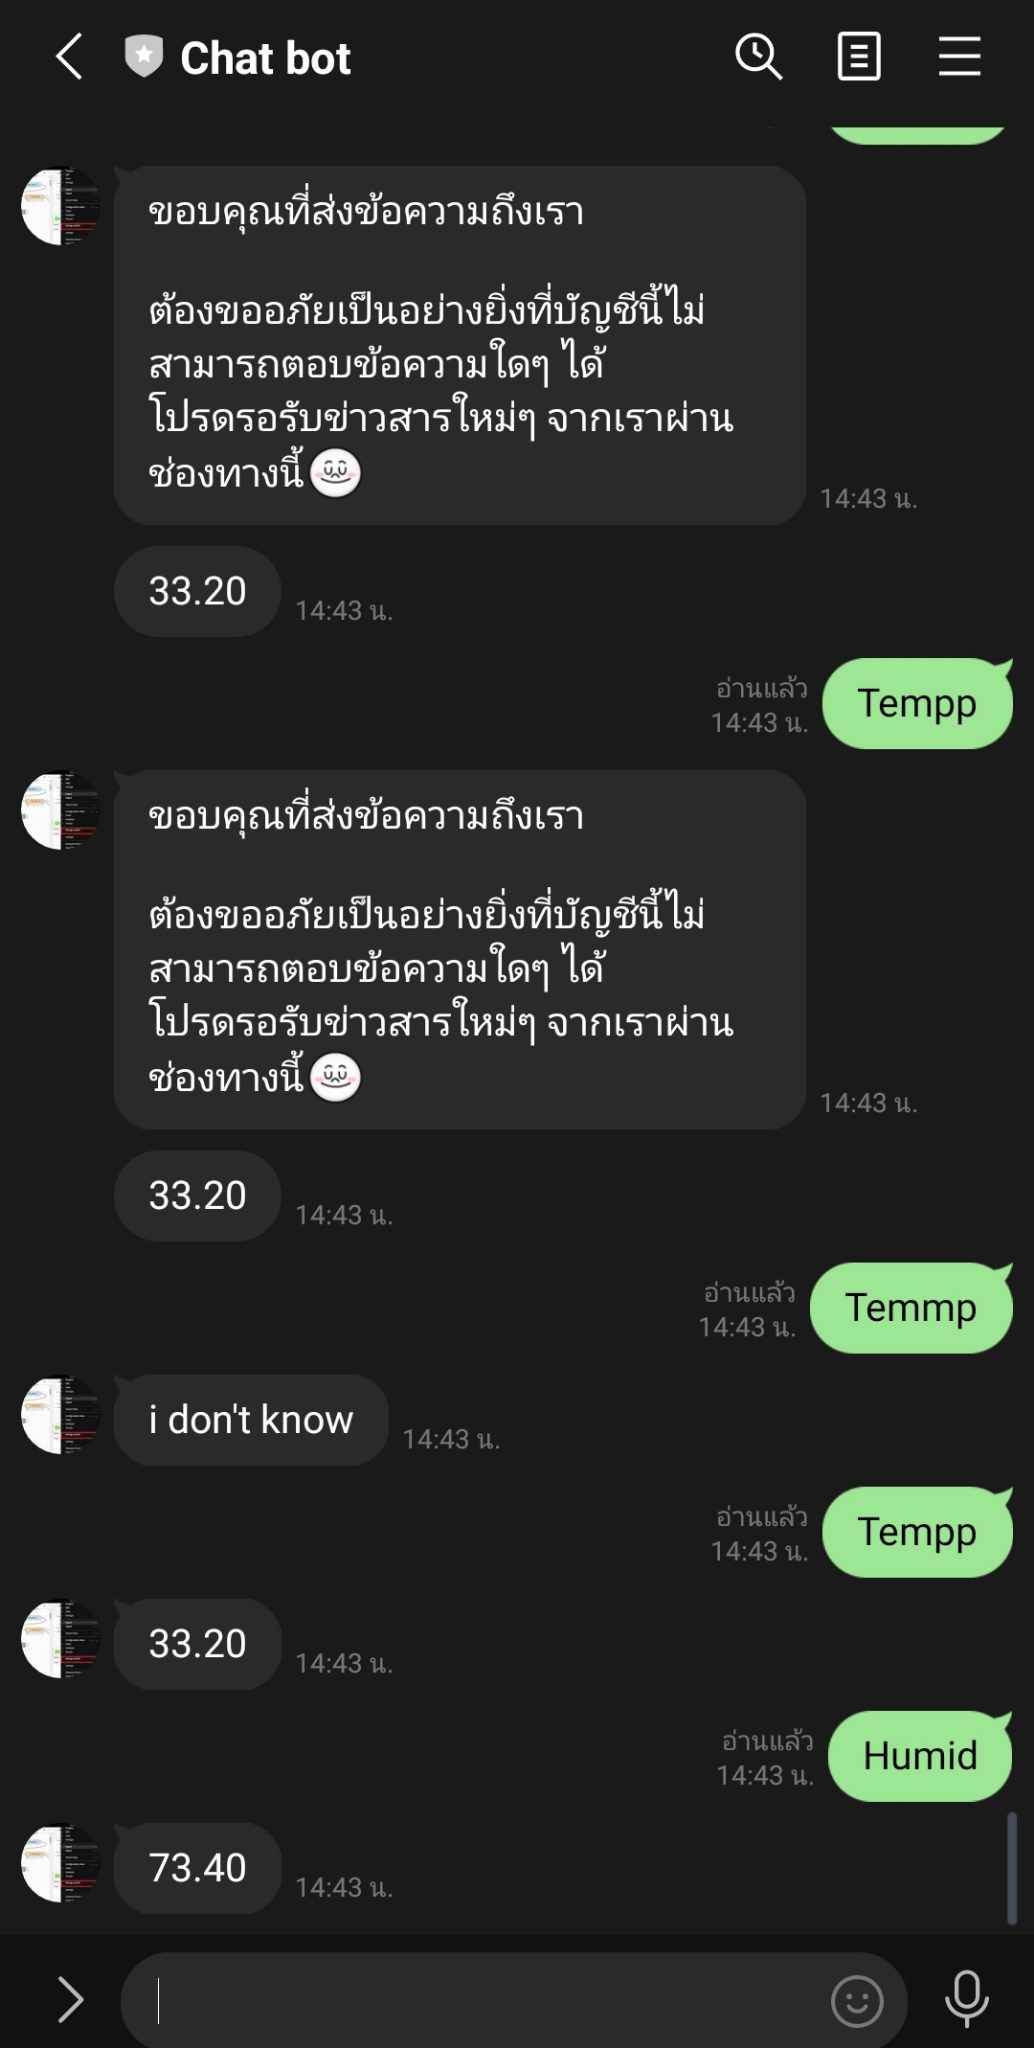 Chat bot
ขอบคุณที่ส่งข้อความถึงเรา
ต้องขออภัยเป็นอย่างยิ่งที่บัญชีนี้ไม่
สามารถตอบข้อความใดๆ ได้
โปรดรอรับข่าวสารใหม่ๆ จากเราผ่าน
ช่องทางนี้
14:43 น.
33.20
14:43 น.
อ่านแล้ว
14:43 น.
Tempp
ขอบคุณที่ส่งข้อความถึงเรา
ต้องขออภัยเป็นอย่างยิ่งที่บัญชีนี้ไม่
สามารถตอบข้อความใดๆ ได้
โปรดรอรับข่าวสารใหม่ๆ จากเราผ่าน
ช่องทางนี้
14:43 น.
33.20
14:43 น.
อ่านแล้ว
14:43 น.
Temmp
i don't know
14:43 น.
อ่านแล้ว
14:43 น.
Tempp
33.20
14:43 น.
อ่านแล้ว
14:43 น.
Humid
73.40
14:43 น.